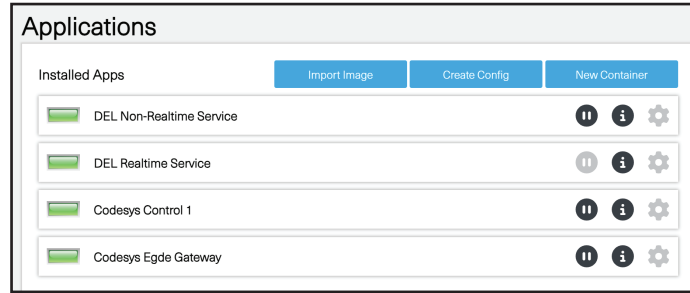 Applications
Installed Apps Import Image Create Config New Container
DEL Non-Realtime Service
DEL Realtime Service
Codesys Control 1
Codesys Egde Gateway